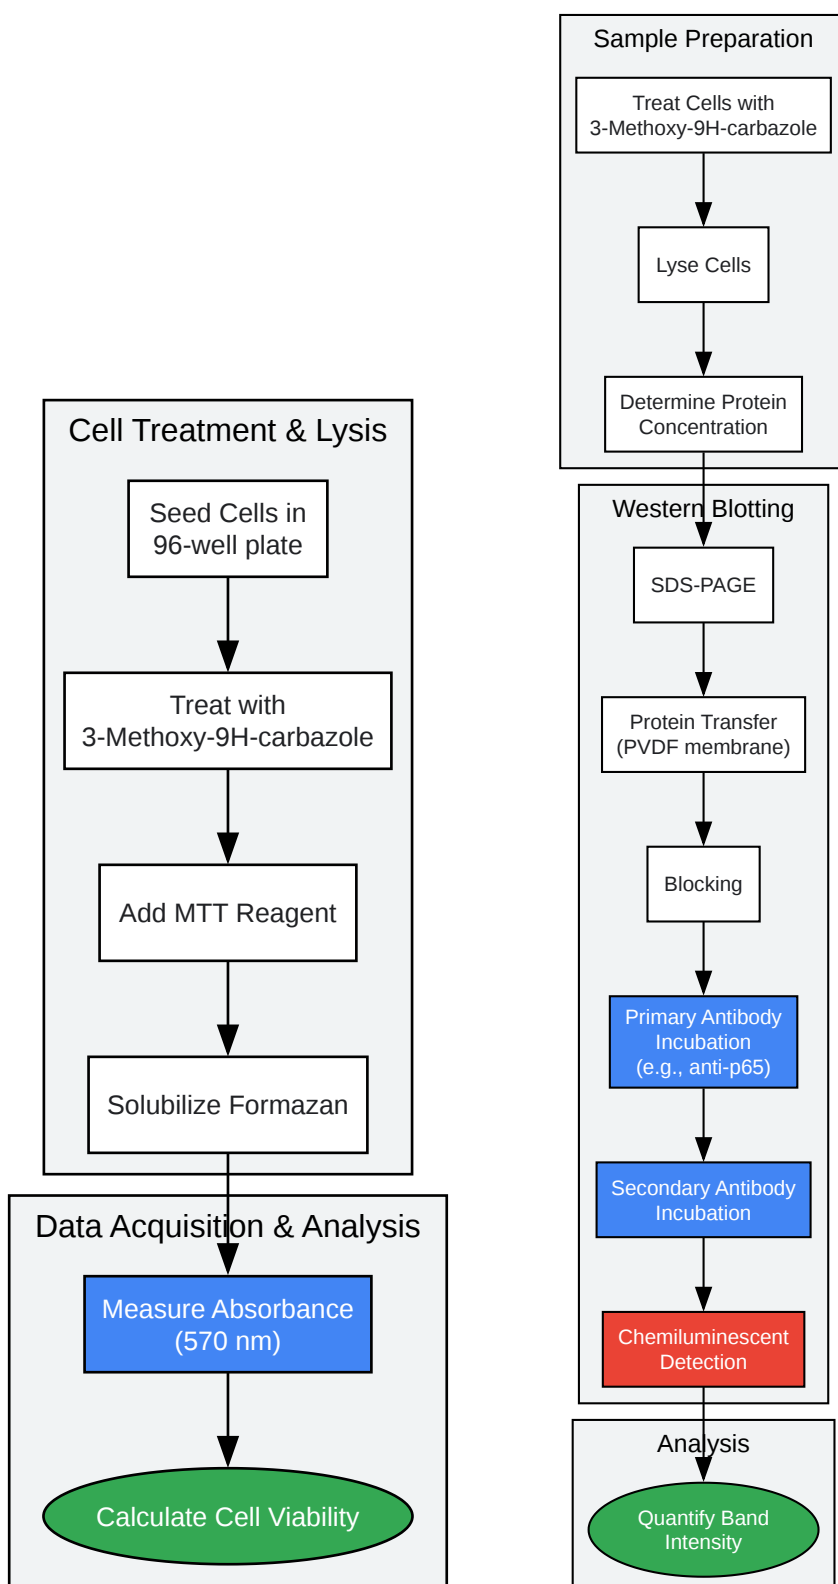 Cell Treatment & Lysis
Seed Cells in
96-well plate
Treat with
3-Methoxy-9H-carbazole
Add MTT Reagent
Solubilize Formazan
Data Acquisition & Analysis
Measure Absorbance
(570 nm)
Calculate Cell Viability
Sample Preparation
Treat Cells with
3-Methoxy-9H-carbazole
Lyse Cells
Determine Protein
Concentration
Western Blotting
SDS-PAGE
Protein Transfer
(PVDF membrane)
Blocking
Primary Antibody
Incubation
(e.g., anti-p65)
Secondary Antibody
Incubation
Chemiluminescent
Detection
Analysis
Quantify Band
Intensity